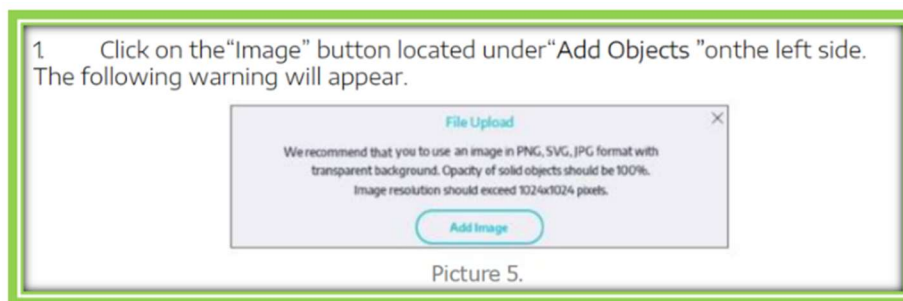 1 Click on the“Image” button located under“Add Objects ”onthe left side.
The following warning will appear.
File Upload
We recommend that you to use an image in PNG, SVG, JPG format with
transparent background. Opacity of solid objects should be 100%.
Image resolution should exceed 1024x1024 pixels.
Add Image
Picture 5.